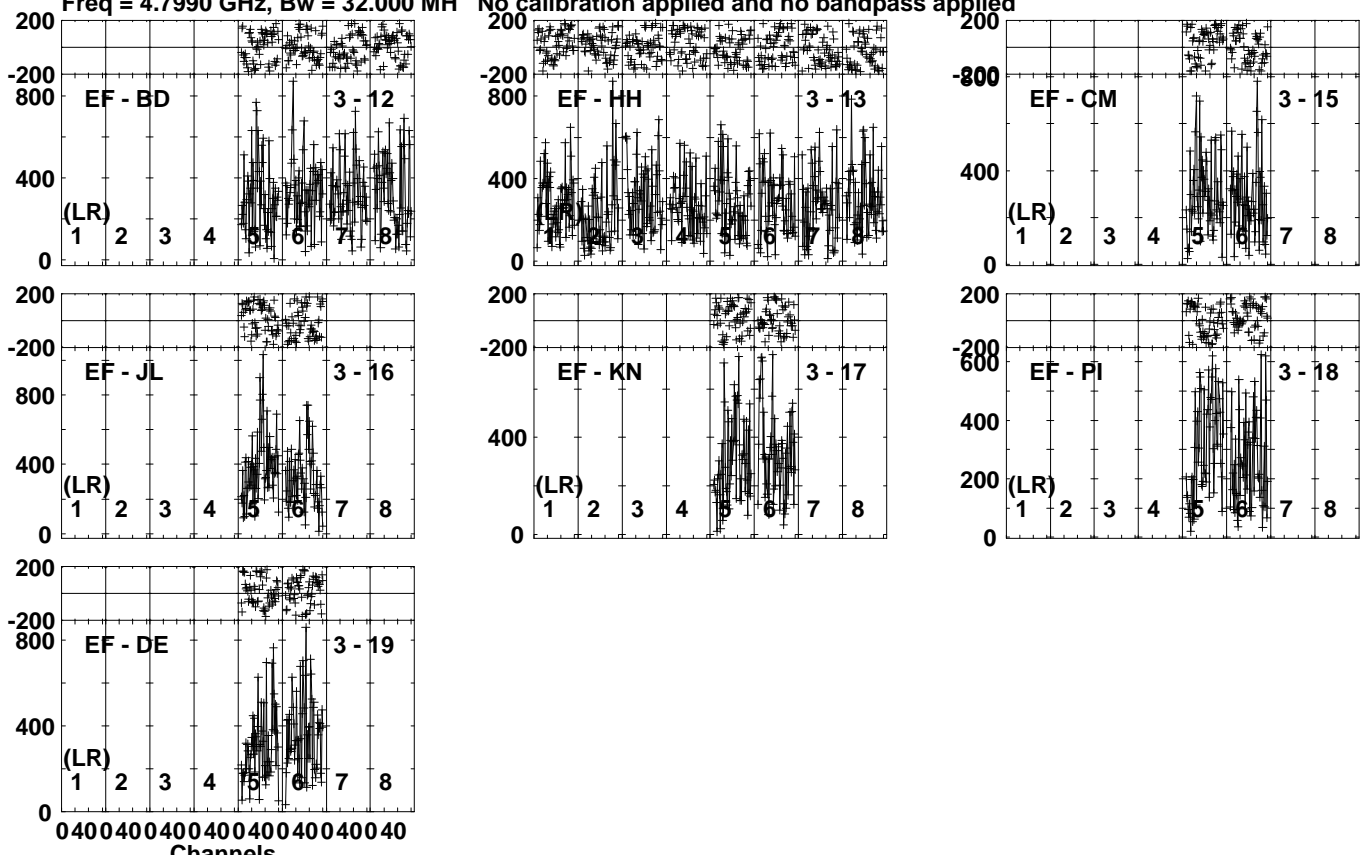 Freq = 4.7990 GHz, Bw = 32.000 MH No calibration applied and no bandpass applied
200
-200
800
400
0
EF - BD 3 - 12
(LR)
1 2 3 4 5 6 7 8
200
-200
800
600
400
200
0
EF - HH 3 - 13
(LR)
1 2 3 4 5 6 7 8
200
-200
800
400
0
EF - CM 3 - 15
(LR)
1 2 3 4 5 6 7 8
200
-200
800
400
0
EF - JL 3 - 16
(LR)
1 2 3 4 5 6 7 8
200
-200
400
0
EF - KN 3 - 17
(LR)
1 2 3 4 5 6 7 8
200
-200
600
400
200
0
EF - PI 3 - 18
(LR)
1 2 3 4 5 6 7 8
200
-200
800
400
0
EF - DE 3 - 19
(LR)
1 2 3 4 5 6 7 8
0 40 0 40 0 40 0 40 0 40 0 40 0 40 0 40
Channels